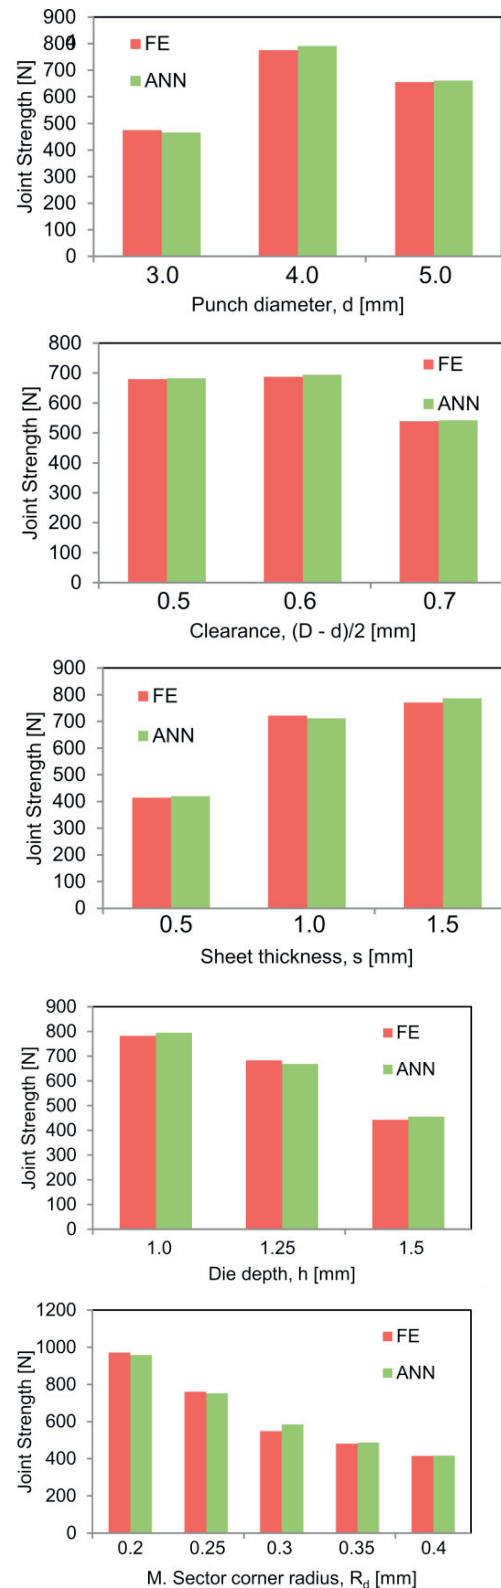 900
800
4
700
600
500
400
300
200
100
0
Joint Strength [N]
FE
ANN
3.0 4.0 5.0
Punch diameter, d [mm]
800
700
600
500
400
300
200
100
0
Joint Strength [N]
FE
ANN
0.5 0.6 0.7
Clearance, (D - d)/2 [mm]
900
800
700
600
500
400
300
200
100
0
Joint Strength [N]
FE
ANN
0.5 1.0 1.5
Sheet thickness, s [mm]
900
800
700
600
500
400
300
200
100
0
Joint Strength [N]
FE
ANN
1.0 1.25 1.5
Die depth, h [mm]
1200
1000
800
600
400
200
0
Joint Strength [N]
FE
ANN
0.2 0.25 0.3 0.35 0.4
M. Sector corner radius, R_d [mm]